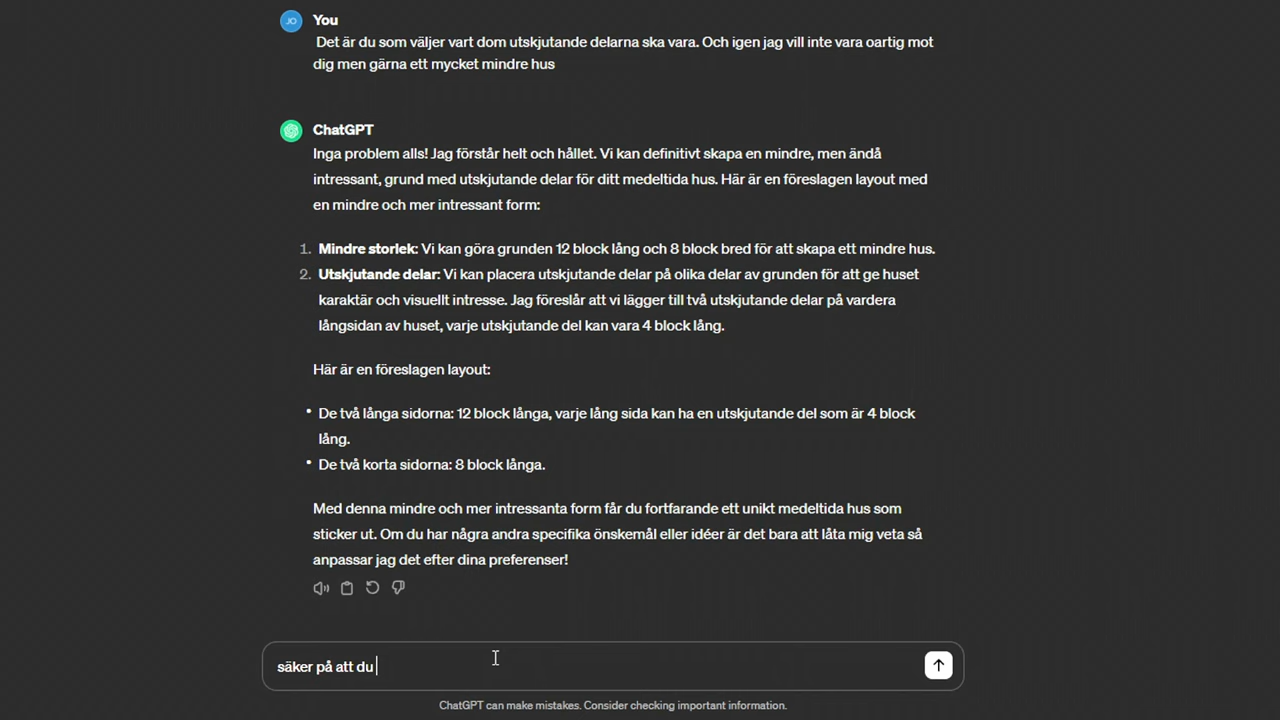 JO
You
Det är du som väljer vart dom utskjutande delarna ska vara. Och igen jag vill inte vara oartig mot
dig men gärna ett mycket mindre hus
ChatGPT
Inga problem alls! Jag förstår helt och hållet. Vi kan definitivt skapa en mindre, men ändå
intressant, grund med utskjutande delar för ditt medeltida hus. Här är en föreslagen layout med
en mindre och mer intressant form:
1. Mindre storlek: Vi kan göra grunden 12 block lång och 8 block bred för att skapa ett mindre hus.
2. Utskjutande delar: Vi kan placera utskjutande delar på olika delar av grunden för att ge huset
karaktär och visuellt intresse. Jag föreslår att vi lägger till två utskjutande delar på vardera
långsidan av huset, varje utskjutande del kan vara 4 block lång.
Här är en föreslagen layout:
• De två långa sidorna: 12 block långa, varje lång sida kan ha en utskjutande del som är 4 block
lång.
• De två korta sidorna: 8 block långa.
Med denna mindre och mer intressanta form får du fortfarande ett unikt medeltida hus som
sticker ut. Om du har några andra specifika önskemål eller idéer är det bara att låta mig veta så
anpassar jag det efter dina preferenser!
säker på att du
ChatGPT can make mistakes. Consider checking important information.